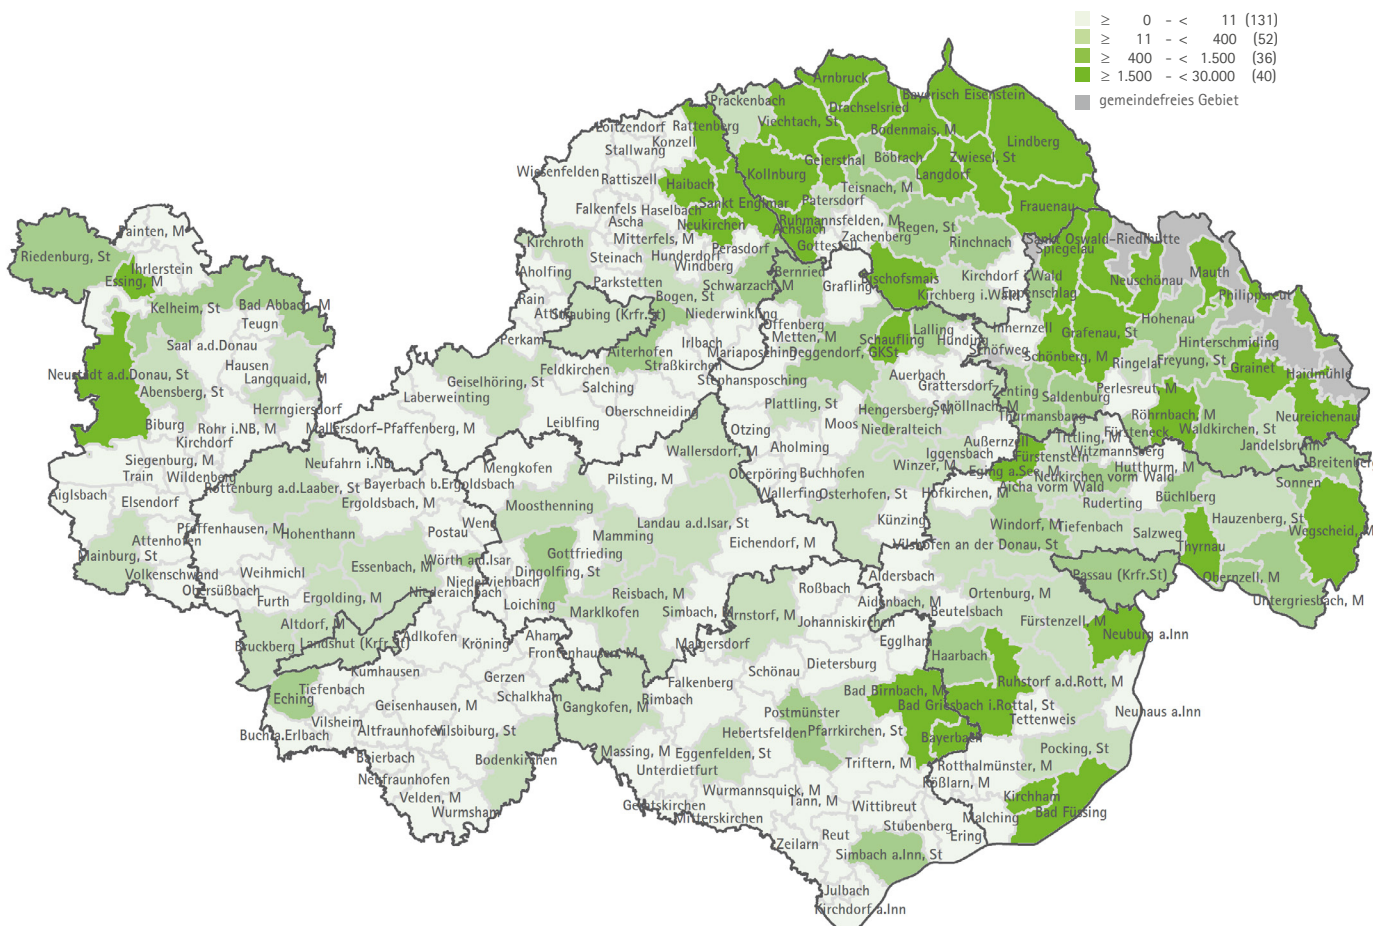 ≥ 0 - < 11 (131)
≥ 11 - < 400 (52)
≥ 400 - < 1.500 (36)
≥ 1.500 - < 30.000 (40)
gemeindefreies Gebiet
Arnbruck
Prackenbach
Bayerisch Eisenstein
Drachselsried
Viechtach, St
Loitzendorf
Rattenberg
Bodenmais, M
Konzell
Lindberg
Stallwang
Geiersthal
Böbrach
Zwiesel, St
Wiesenfelden
Rattiszell
Haibach
Kollnburg
Langdorf
Teisnach, M
Patersdorf
Sankt Englmar
Frauenau
Falkenfels
Haselbach
Ascha
Neukirchen
Achslach
Ruhmannsfelden, M
Regen, St
Zachenberg
Rinchnach
Sankt Oswald-Riedlhütte
Spiegelau
Kirchroth
Mitterfels, M
Perasdorf
Gotteszell
Hunderdorf
Steinach
Windberg
Riedenburg, St
Painten, M
Ihrlerstein
Essing, M
Aholfing
Parkstetten
Schwarzach, M
Bernried
Grafling
Bischofsmais
Kirchdorf i.Wald
Kirchberg i.Wald
Eppenschlag
Neuschönau
Mauth
Philippsreut
Kelheim, St
Bad Abbach, M
Teugn
Rain
Atting
Straubing (Krfr.St)
Bogen, St
Niederwinkling
Offenberg
Metten, M
Schaufling
Lalling
Hunding
Innernzell
Grafenau, St
Hohenau
Hinterschmiding
Saal a.d.Donau
Perkam
Aiterhofen
Irlbach
Mariaposching
Deggendorf, GKSt
Schöfweg
Schönberg, M
Ringelai
Freyung, St
Grainet
Haidmühle
Hausen
Straßkirchen
Feldkirchen
Auerbach
Neustadt a.d.Donau, St
Langquaid, M
Geiselhöring, St
Salching
Stephansposching
Grattersdorf
Zenting
Saldenburg
Perlesreut, M
Abensberg, St
Laberweinting
Plattling, St
Hengersberg, M
Schöllnach, M
Thurmansbang
Röhrnbach, M
Neureichenau
Herrngiersdorf
Oberschneiding
Leiblfing
Otzing
Moos
Niederalteich
Fürsteneck
Waldkirchen, St
Biburg
Rohr i.NB, M
Mallersdorf-Pfaffenberg, M
Kirchdorf
Aholming
Außernzell
Tittling, M
Witzmannsberg
Jandelsbrunn
Siegenburg, M
Wallersdorf, M
Iggensbach
Fürstenstein
Neufahrn i.NB
Mengkofen
Oberpöring
Buchhofen
Winzer, M
Eging a.See, M
Hutthurm, M
Breitenberg
Train
Wildenberg
Bayerbach b.Ergoldsbach
Pilsting, M
Neukirchen vorm Wald
Sonnen
Aiglsbach
Rottenburg a.d.Laaber, St
Wallerfing
Osterhofen, St
Hofkirchen, M
Aicha vorm Wald
Büchlberg
Elsendorf
Ergoldsbach, M
Moosthenning
Ruderting
Künzing
Hauzenberg, St
Pfeffenhausen, M
Postau
Weng
Landau a.d.Isar, St
Windorf, M
Tiefenbach
Salzweg
Wegscheid, M
Hohenthann
Mamming
Eichendorf, M
Attenhofen
Vilshofen an der Donau, St
Thyrnau
Mainburg, St
Gottfrieding
Essenbach, M
Wörth a.d.Isar
Volkenschwand
Weihmichl
Dingolfing, St
Niederviehbach
Aldersbach
Passau (Krfr.St)
Obernzell, M
Obersüßbach
Roßbach
Niederaichbach
Reisbach, M
Furth
Ergolding, M
Loiching
Ortenburg, M
Untergriesbach, M
Aidenbach, M
Marklkofen
Simbach, M
Arnstorf, M
Beutelsbach
Altdorf, M
Johanniskirchen
Fürstenzell, M
Adlkofen
Aham
Neuburg a.Inn
Bruckberg
Landshut (Krfr.St)
Kröning
Malgersdorf
Egglham
Frontenhausen, M
Haarbach
Dietersburg
Kumhausen
Gerzen
Schönau
Falkenberg
Ruhstorf a.d.Rott, M
Tiefenbach
Schalkham
Bad Birnbach, M
Eching
Rimbach
Geisenhausen, M
Gangkofen, M
Bad Griesbach i.Rottal, St
Neuhaus a.Inn
Postmünster
Vilsheim
Tettenweis
Altfraunhofen
Vilsbiburg, St
Hebertsfelden
Pfarrkirchen, St
Buch a.Erlbach
Bayerbach
Massing, M
Eggenfelden, St
Pocking, St
Baierbach
Bodenkirchen
Triftern, M
Rotthalmünster, M
Unterdietfurt
Neufraunhofen
Rößlarn, M
Wurmannsquick, M
Velden, M
Tann, M
Kirchham
Geratskirchen
Wittibreut
Wurmsham
Bad Füssing
Mitterskirchen
Malching
Stubenberg
Reut
Ering
Zeilarn
Simbach a.Inn, St
Julbach
Kirchdorf a.Inn